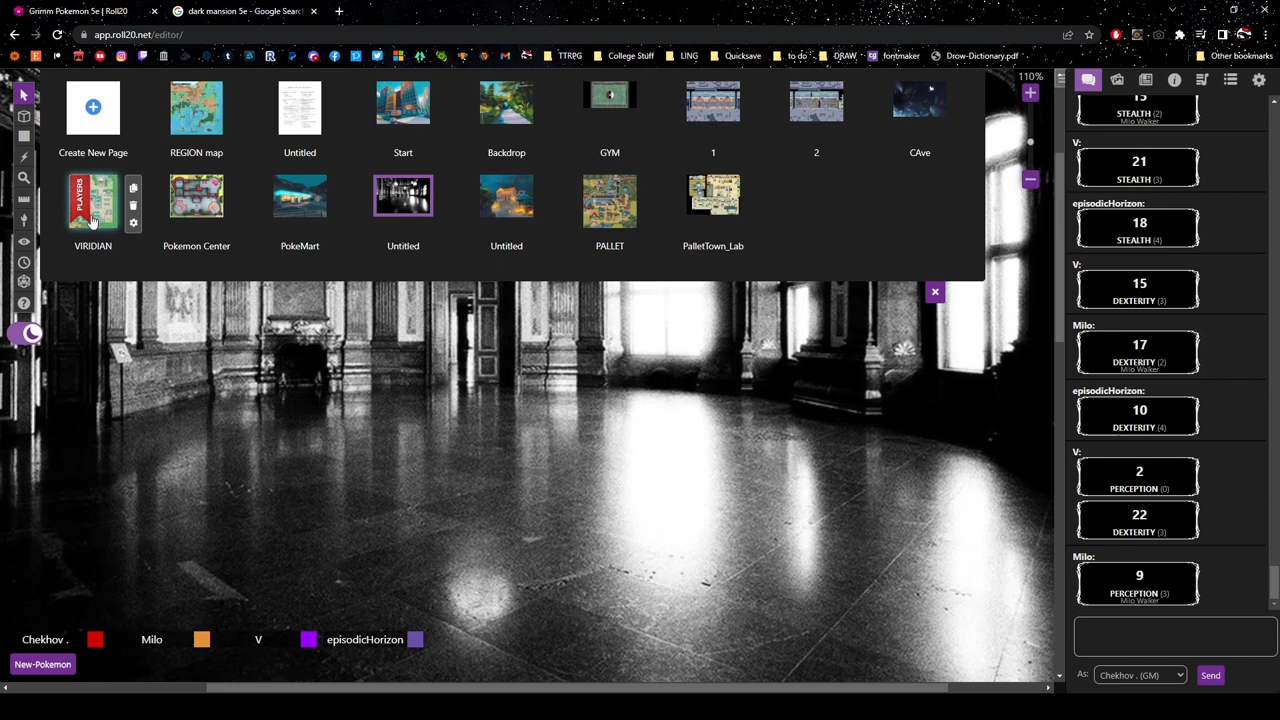 Grimm Pokemon 5e | Roll20
dark mansion 5e - Google Search
app.roll20.net/editor/
TTRPG
College Stuff
LING
Quicksave
to do
DRAW
fontmaker
Drow-Dictionary.pdf
Other bookmarks
110%
Create New Page
REGION map
Untitled
Start
Backdrop
GYM
1
2
CAve
PLAYERS
VIRIDIAN
Pokemon Center
PokeMart
Untitled
Untitled
PALLET
PalletTown_Lab
STEALTH (2)
Milo Walker
V:
21
STEALTH (3)
episodicHorizon:
18
STEALTH (4)
V:
15
DEXTERITY (3)
Milo:
17
DEXTERITY (2)
Milo Walker
episodicHorizon:
10
DEXTERITY (4)
V:
2
PERCEPTION (0)
22
DEXTERITY (3)
Milo:
9
PERCEPTION (3)
Milo Walker
Chekhov .
Milo
V
episodicHorizon
New-Pokemon
As:
Chekhov . (GM)
Send